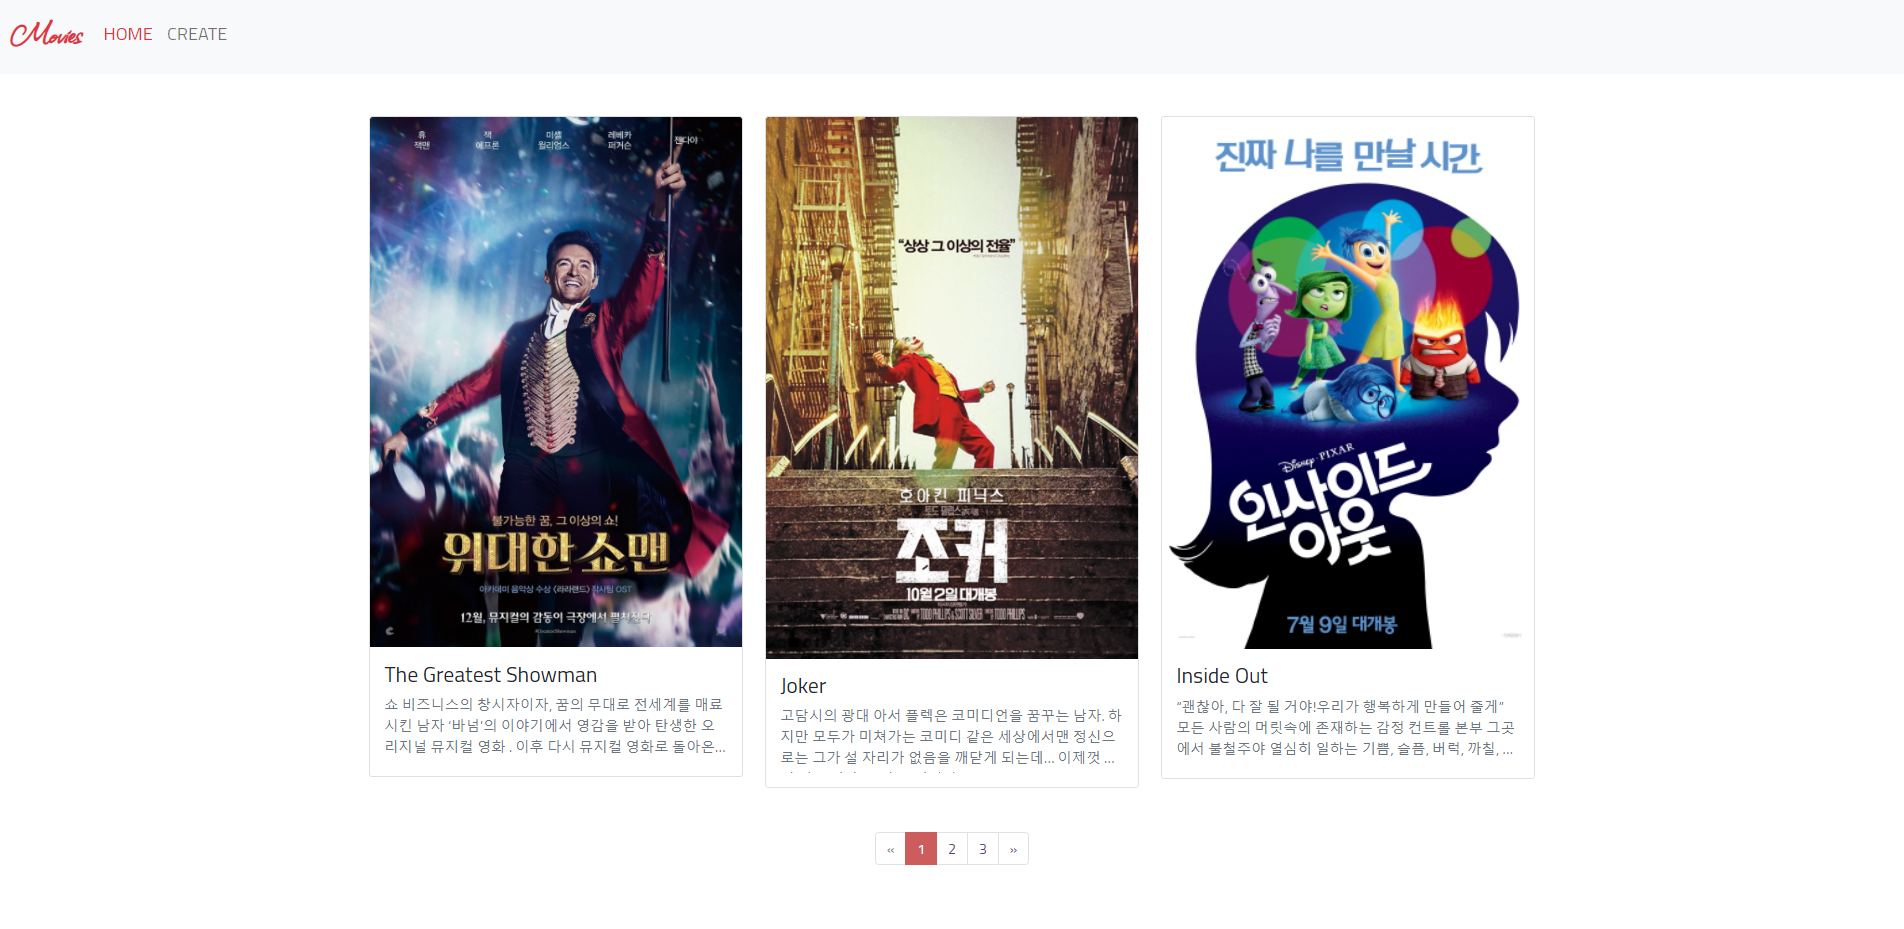 Movies HOME CREATE
휴 잭맨
잭 에프론
미셸 윌리엄스
레베카 퍼거슨
젠다야
불가능한 꿈, 그 이상의 쇼!
위대한 쇼맨
아카데미 음악상 수상 <라라랜드> 작사팀 OST
12월, 뮤지컬의 감동이 극장에서 펼쳐진다
The Greatest Showman
쇼 비즈니스의 창시자이자, 꿈의 무대로 전세계를 매료
시킨 남자 ‘바넘’의 이야기에서 영감을 받아 탄생한 오
리지널 뮤지컬 영화 . 이후 다시 뮤지컬 영화로 돌아온...
“상상 그 이상의 전율”
호아킨 피닉스
토드 필립스
조커
10월 2일 대개봉
TODD PHILLIPS & SCOTT SILVER TODD PHILLIPS
Joker
고담시의 광대 아서 플렉은 코미디언을 꿈꾸는 남자. 하
지만 모두가 미쳐가는 코미디 같은 세상에서맨 정신으
로는 그가 설 자리가 없음을 깨닫게 되는데… 이제껏 ...
진짜 나를 만날 시간
Disney · PIXAR
인사이드
아웃
7월 9일 대개봉
Inside Out
“괜찮아, 다 잘 될 거야!우리가 행복하게 만들어 줄게”
모든 사람의 머릿속에 존재하는 감정 컨트롤 본부 그곳
에서 불철주야 열심히 일하는 기쁨, 슬픔, 버럭, 까칠, ...
« 1 2 3 »